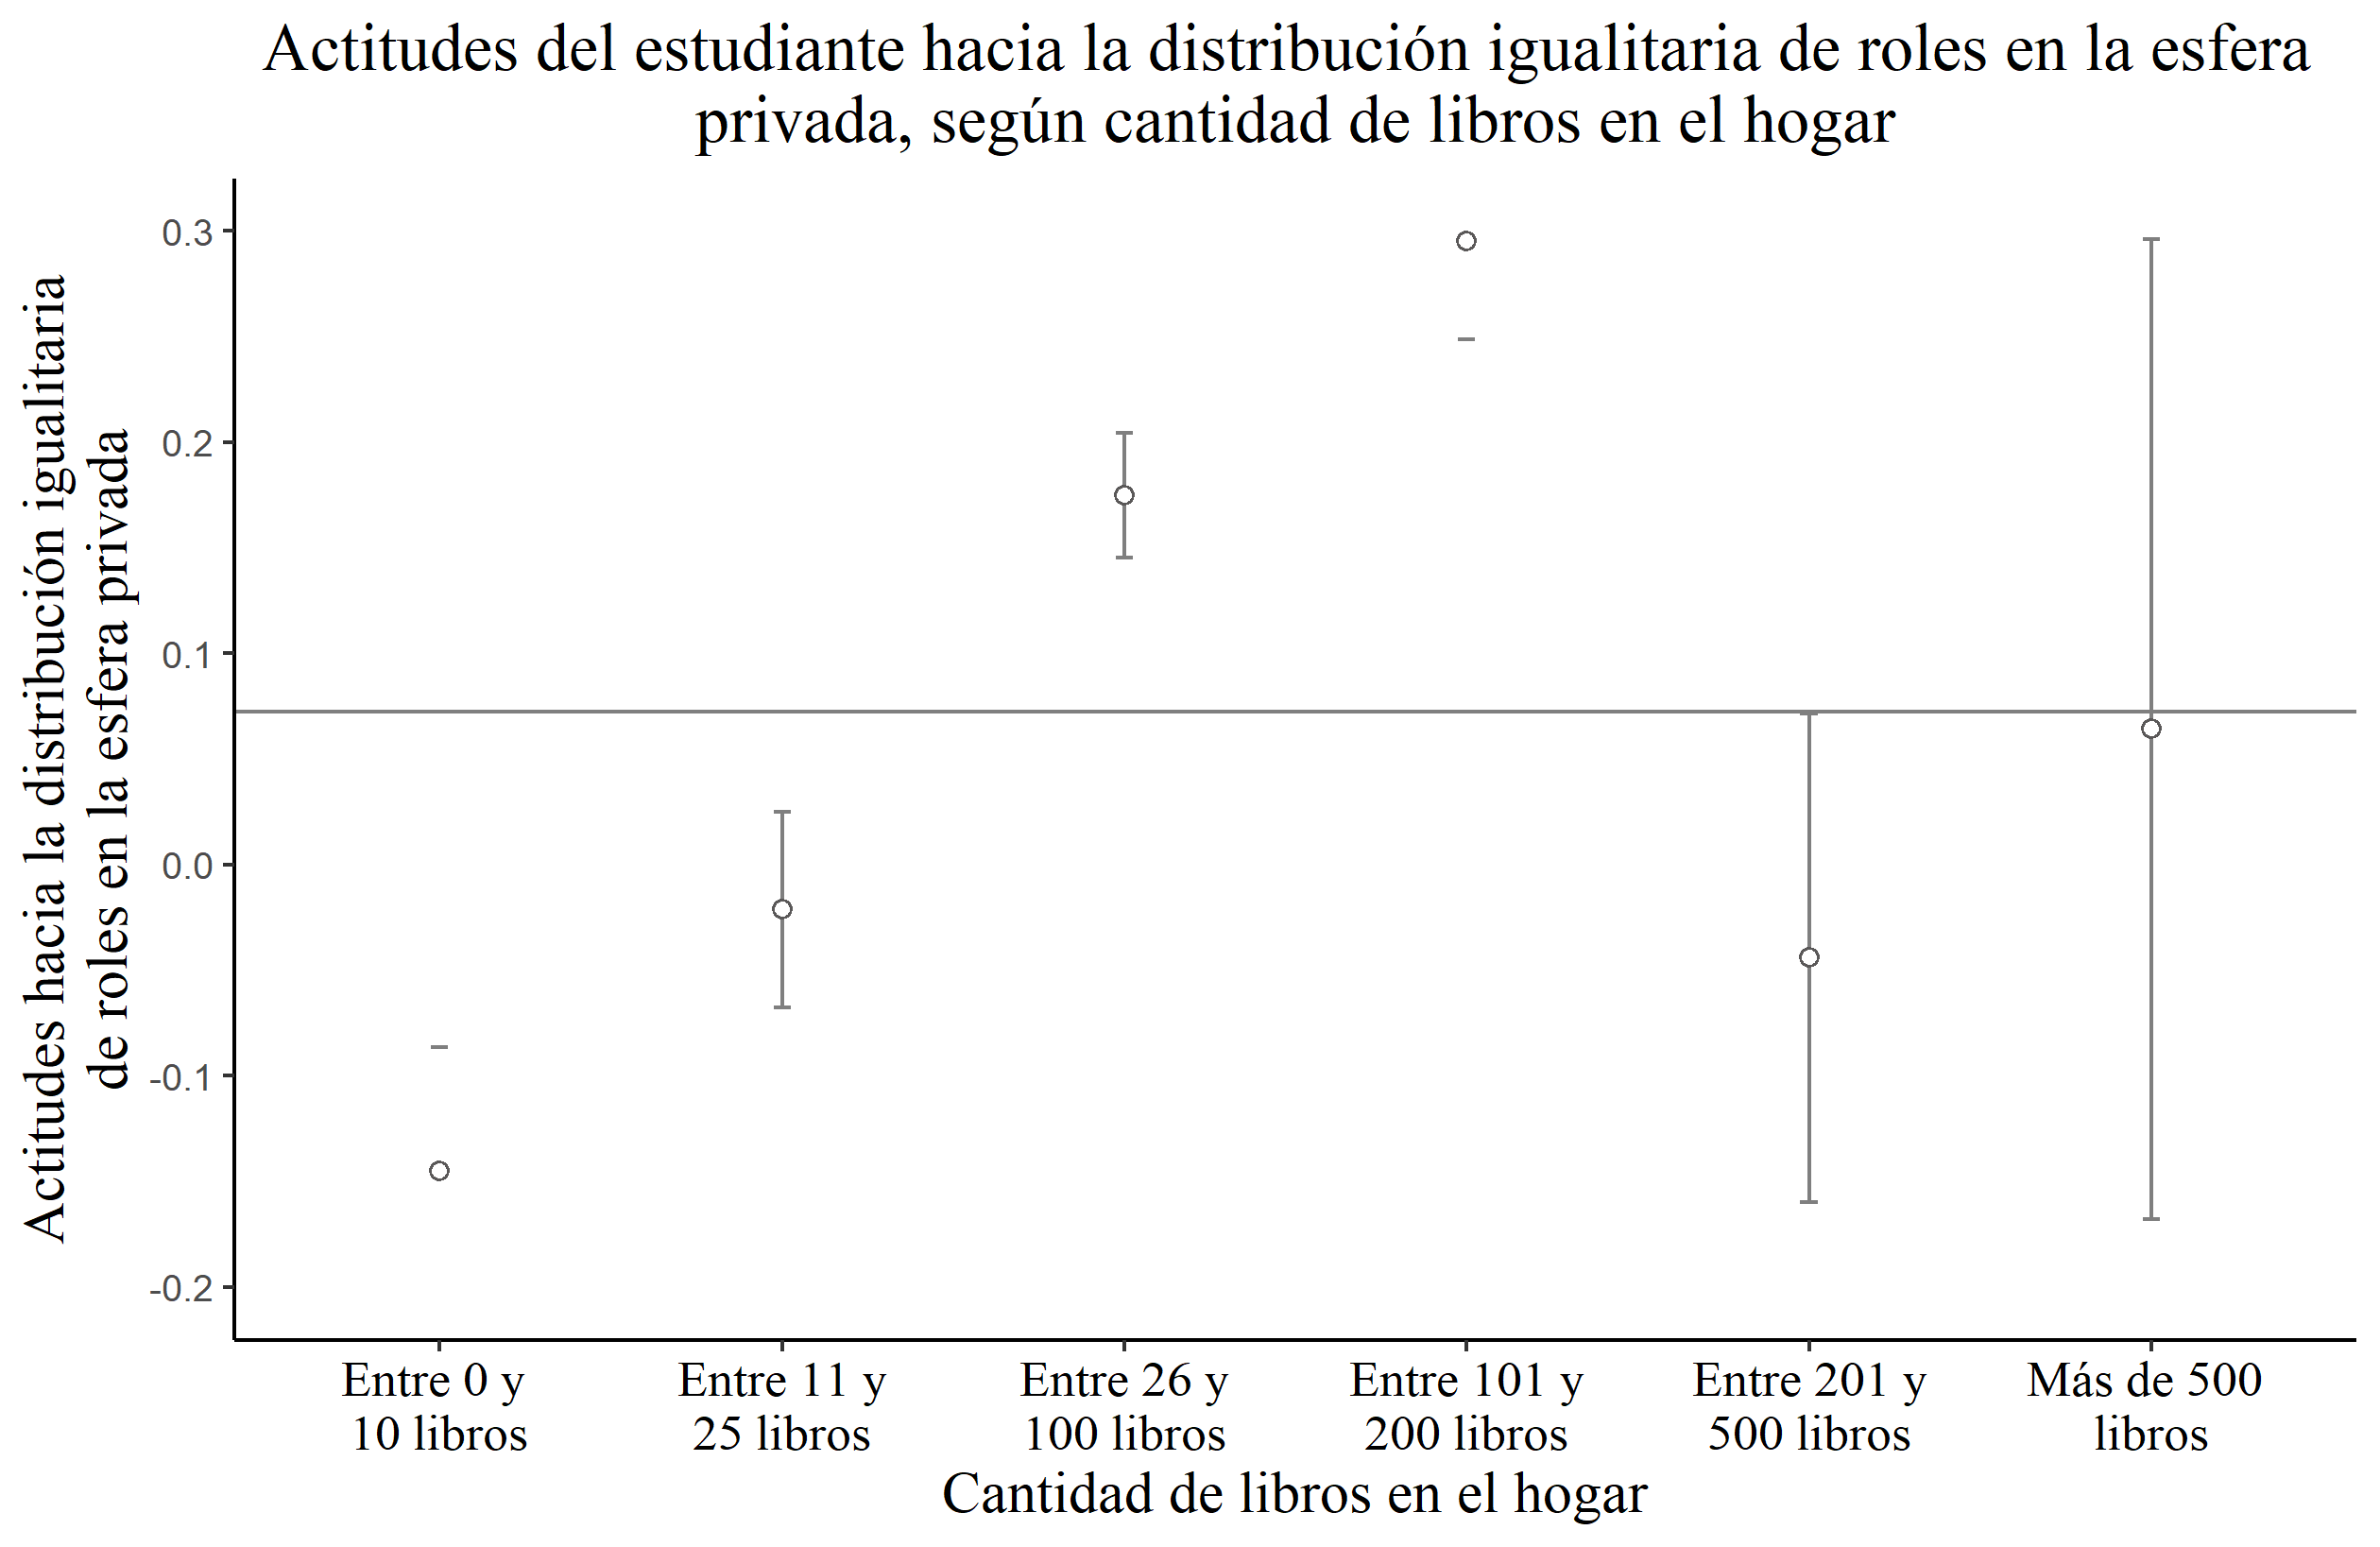 Actitudes del estudiante hacia la distribución igualitaria de roles en la esfera
privada, según cantidad de libros en el hogar
Actitudes hacia la distribución igualitaria
de roles en la esfera privada
0.3
0.2
0.1
0.0
-0.1
-0.2
Entre 0 y
10 libros
Entre 11 y
25 libros
Entre 26 y
100 libros
Entre 101 y
200 libros
Entre 201 y
500 libros
Más de 500
libros
Cantidad de libros en el hogar